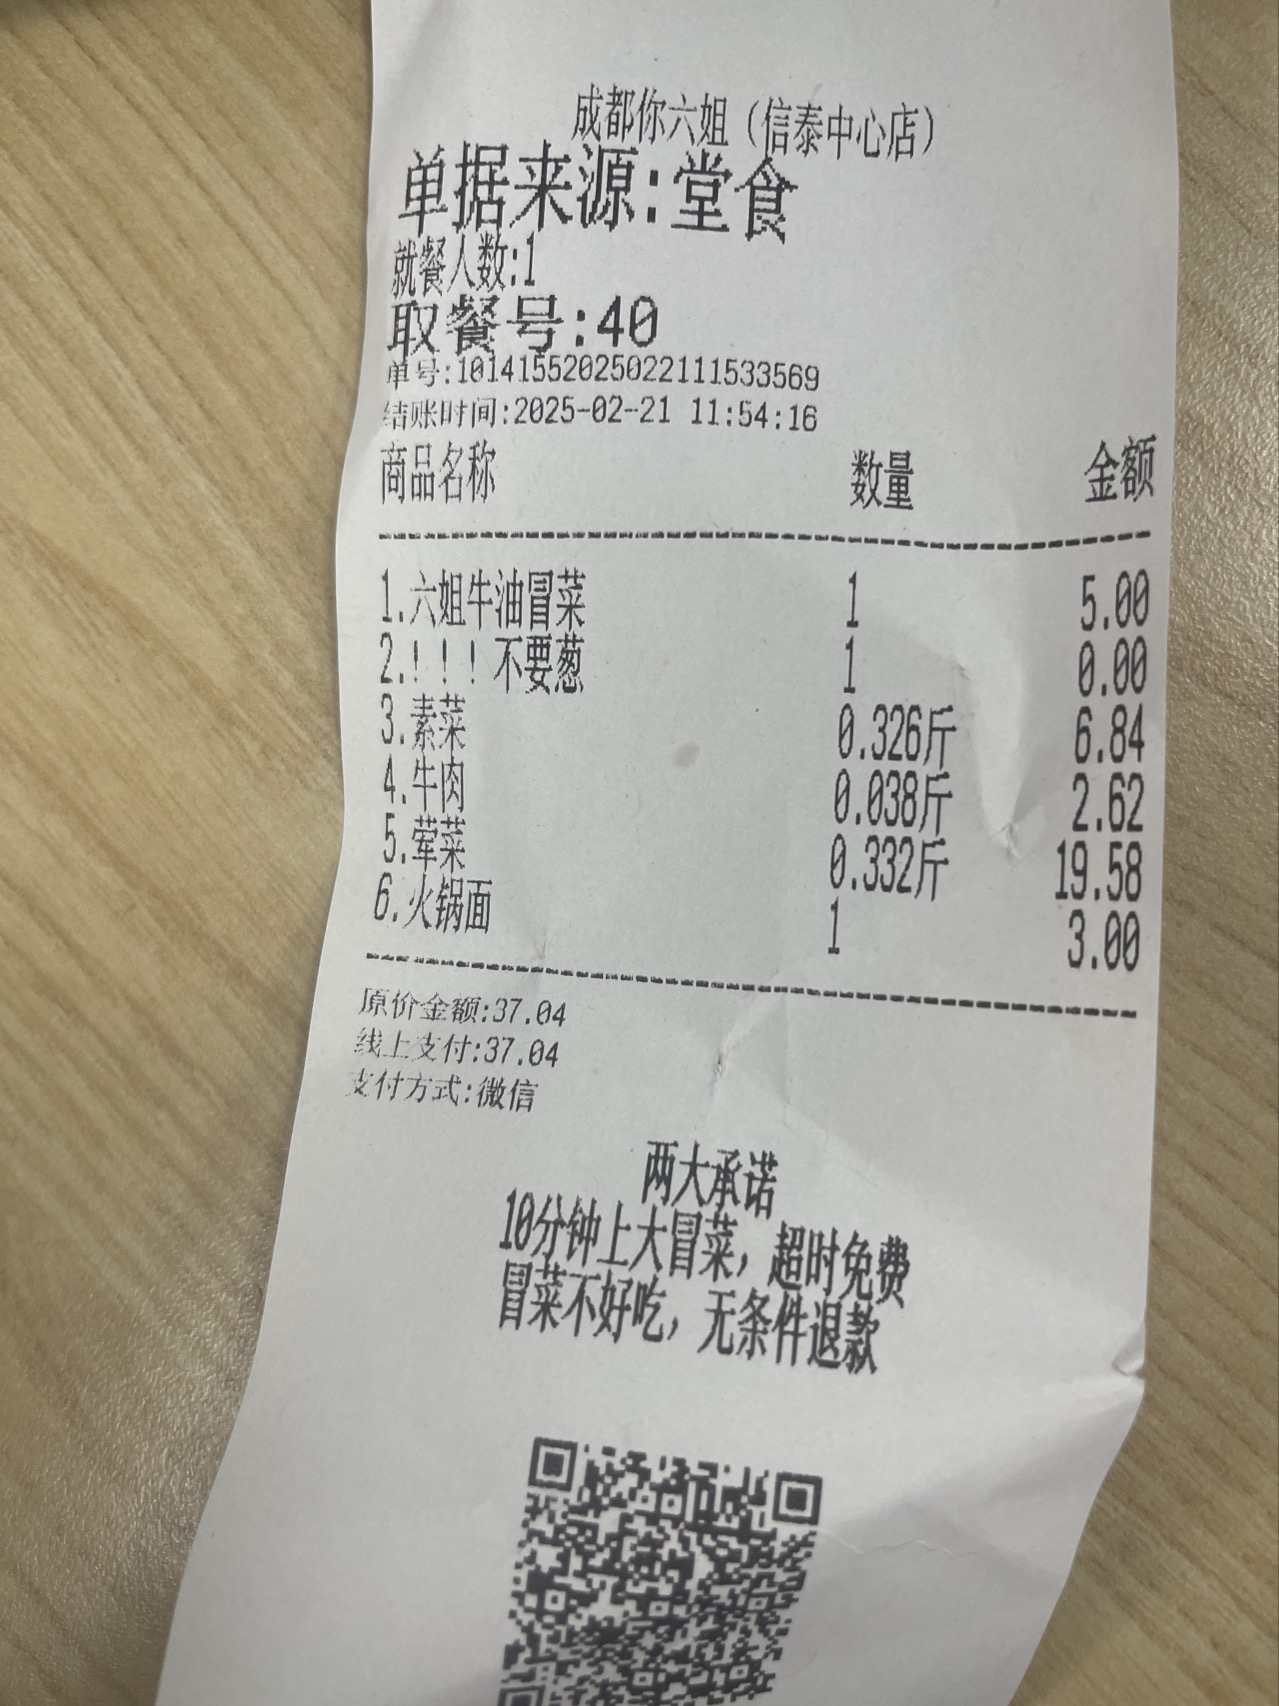 成都你六姐（信泰中心店）
单据来源:堂食
就餐人数:1
取餐号:40
单号:10141552025022111533569
结账时间:2025-02-21 11:54:16
商品名称 数量 金额
1.六姐牛油冒菜 1 5.00
2.！！！不要葱 1 0.00
3.素菜 0.326斤 6.84
4.牛肉 0.038斤 2.62
5.荤菜 0.332斤 19.58
6.火锅面 1 3.00
原价金额:37.04
线上支付:37.04
支付方式:微信
两大承诺
10分钟上大冒菜，超时免费
冒菜不好吃，无条件退款